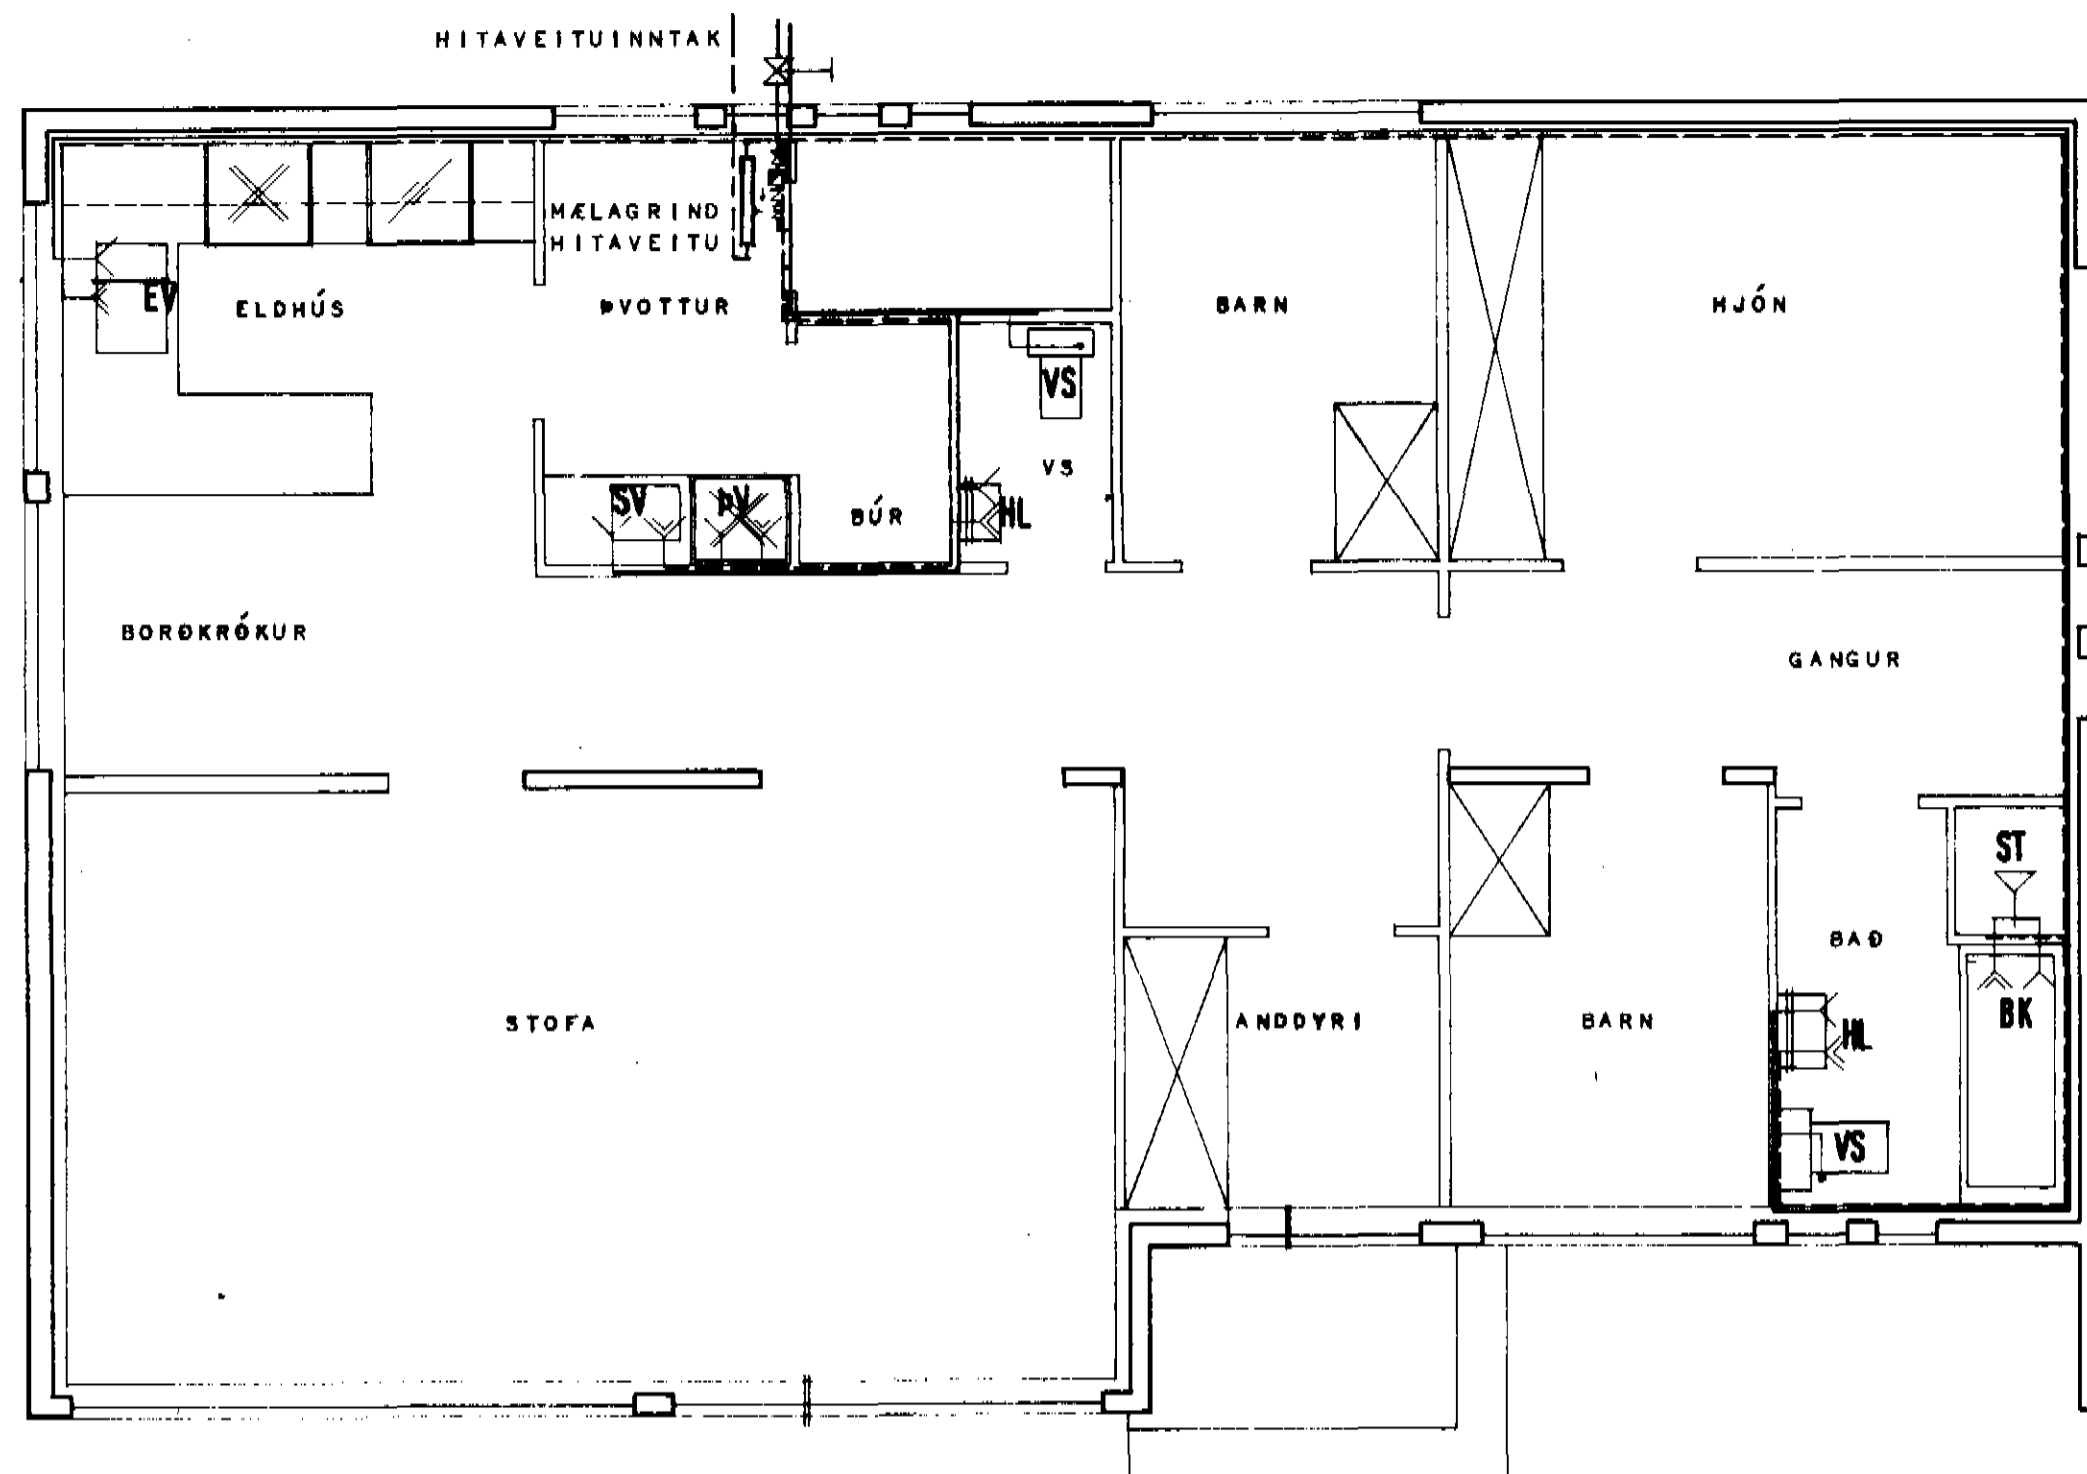 HITAVEITUINNTAK
MÆLAGRIND
HITAVEITU
EV
ELDHÚS
ÞVOTTUR
BARN
HJÓN
VS
VS
SV
ÞV
BÚR
HL
BORÐKRÓKUR
GANGUR
ST
BAÐ
STOFA
ANDDYRI
BARN
HL
BK
VS